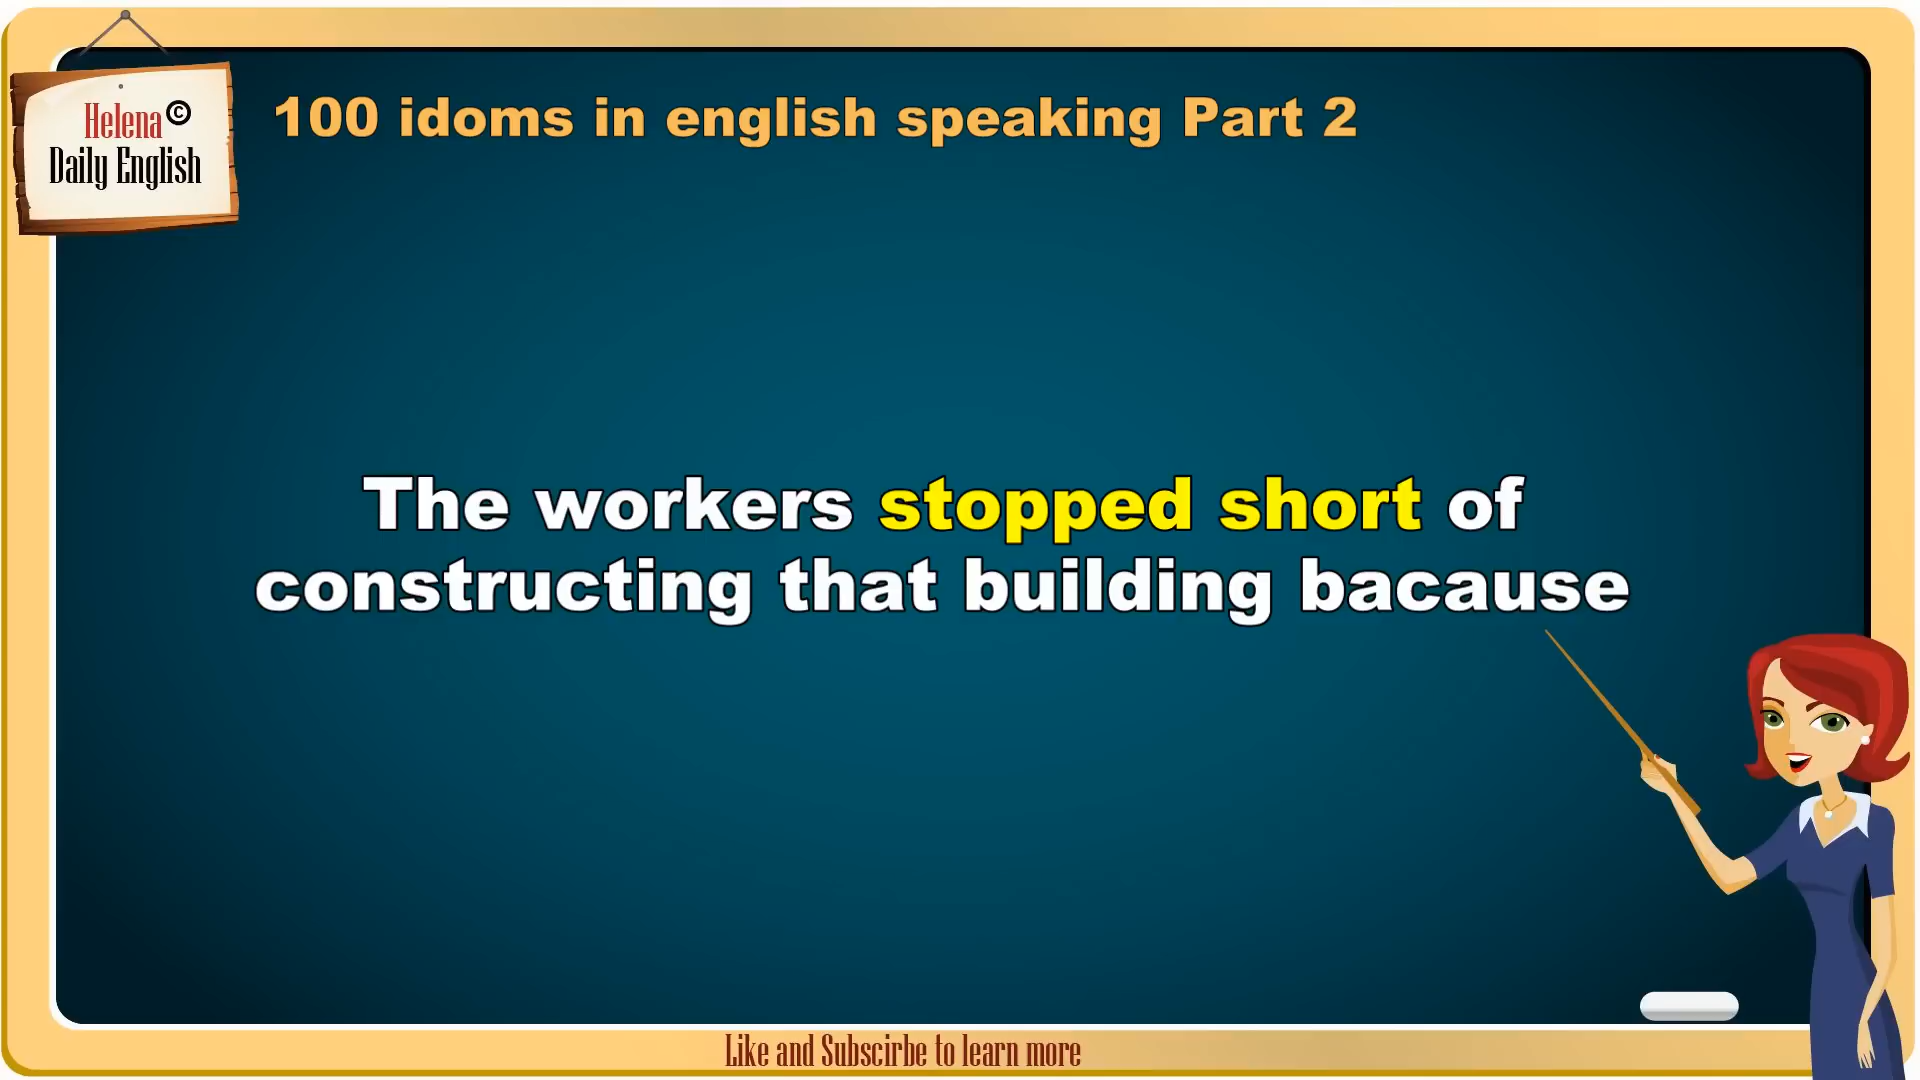 Helena ©
Daily English
100 idoms in english speaking Part 2
The workers stopped short of
constructing that building bacause
Like and Subscirbe to learn more